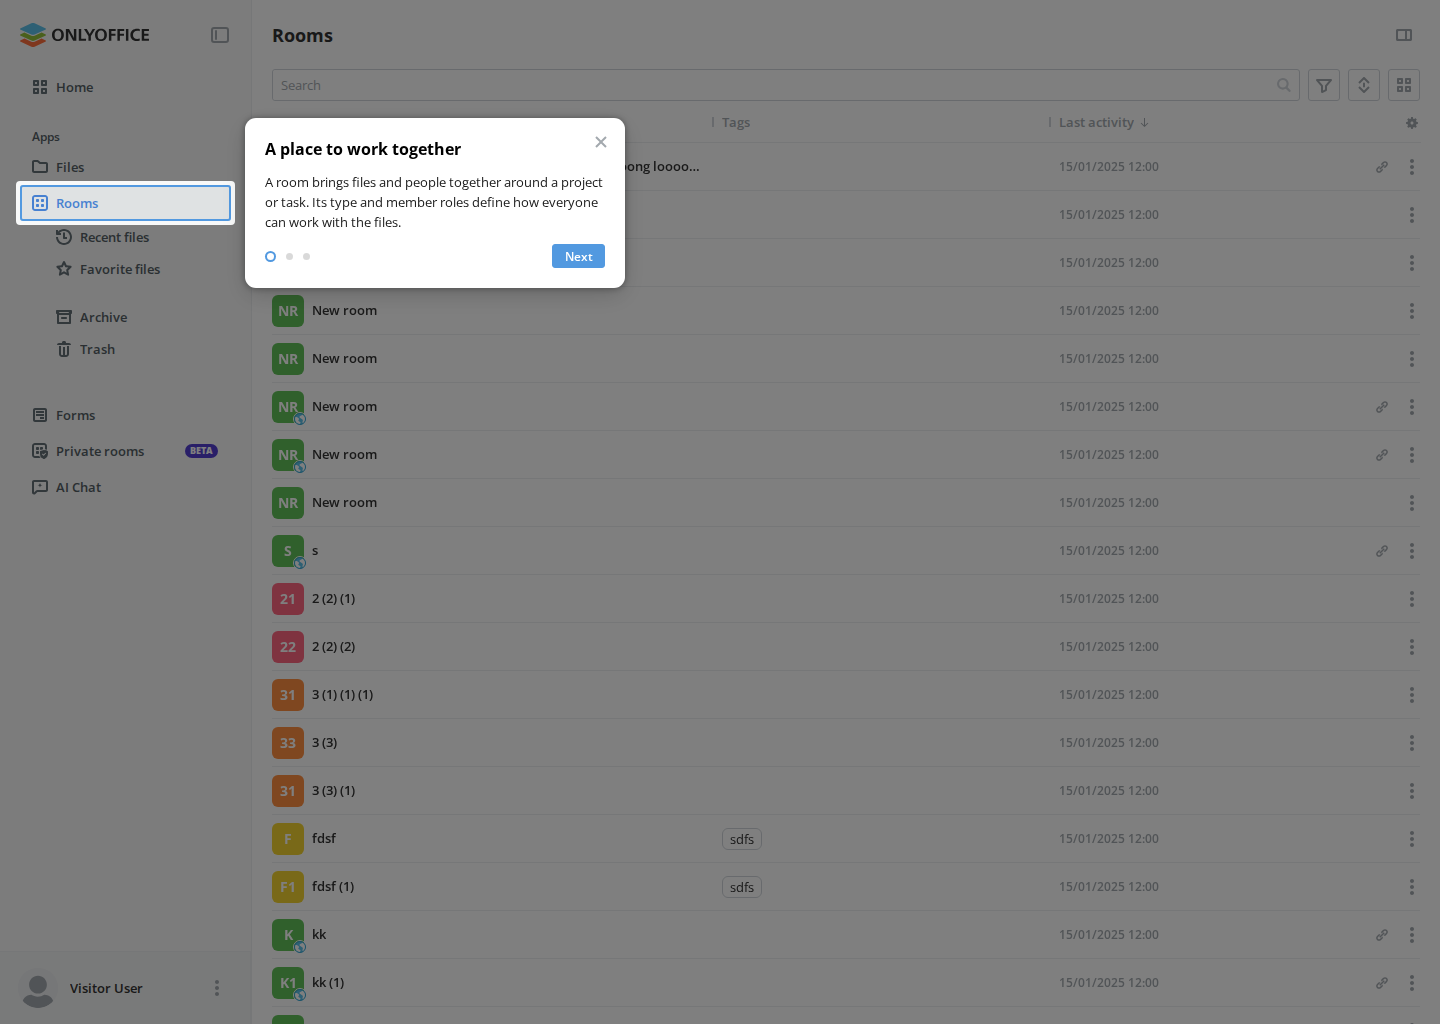 ONLYOFFICE
Home
Apps
Files
Rooms
Recent files
Favorite files
Archive
Trash
Forms
Private rooms BETA
AI Chat
Visitor User
Rooms
Search
Tags Last activity
A place to work together
A room brings files and people together around a project
or task. Its type and member roles define how everyone
can work with the files.
Next
loooo... 15/01/2025 12:00
15/01/2025 12:00
15/01/2025 12:00
NR New room 15/01/2025 12:00
NR New room 15/01/2025 12:00
NR New room 15/01/2025 12:00
NR New room 15/01/2025 12:00
NR New room 15/01/2025 12:00
S s 15/01/2025 12:00
21 2 (2) (1) 15/01/2025 12:00
22 2 (2) (2) 15/01/2025 12:00
31 3 (1) (1) (1) 15/01/2025 12:00
33 3 (3) 15/01/2025 12:00
31 3 (3) (1) 15/01/2025 12:00
F fdsf sdfs 15/01/2025 12:00
F1 fdsf (1) sdfs 15/01/2025 12:00
K kk 15/01/2025 12:00
K1 kk (1) 15/01/2025 12:00